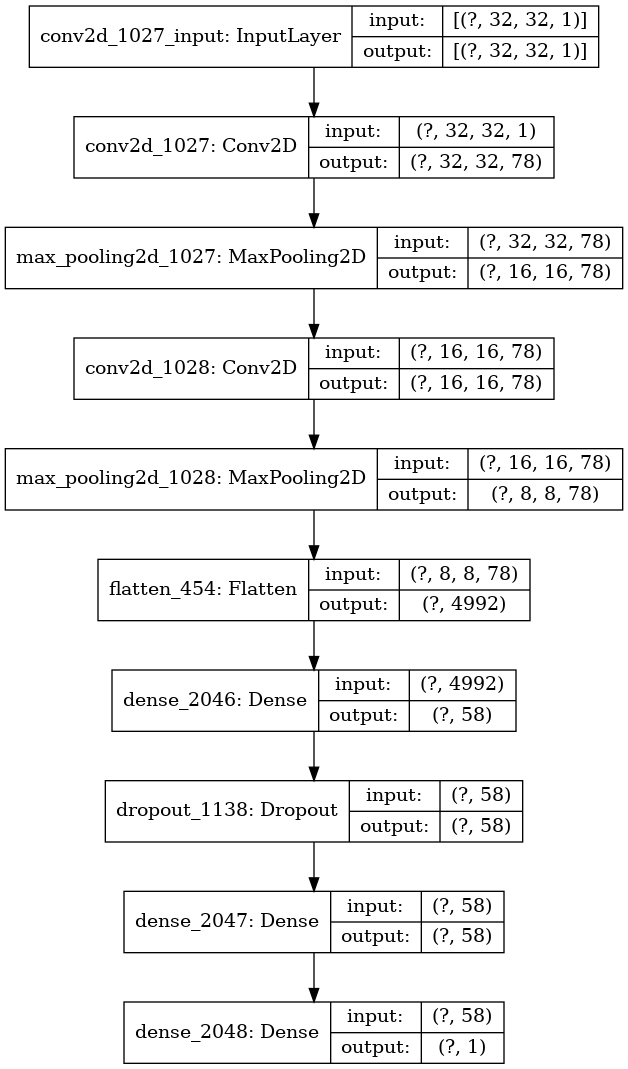 conv2d_1027_input: InputLayer
input: [(?, 32, 32, 1)]
output: [(?, 32, 32, 1)]
conv2d_1027: Conv2D
input: (?, 32, 32, 1)
output: (?, 32, 32, 78)
max_pooling2d_1027: MaxPooling2D
input: (?, 32, 32, 78)
output: (?, 16, 16, 78)
conv2d_1028: Conv2D
input: (?, 16, 16, 78)
output: (?, 16, 16, 78)
max_pooling2d_1028: MaxPooling2D
input: (?, 16, 16, 78)
output: (?, 8, 8, 78)
flatten_454: Flatten
input: (?, 8, 8, 78)
output: (?, 4992)
dense_2046: Dense
input: (?, 4992)
output: (?, 58)
dropout_1138: Dropout
input: (?, 58)
output: (?, 58)
dense_2047: Dense
input: (?, 58)
output: (?, 58)
dense_2048: Dense
input: (?, 58)
output: (?, 1)